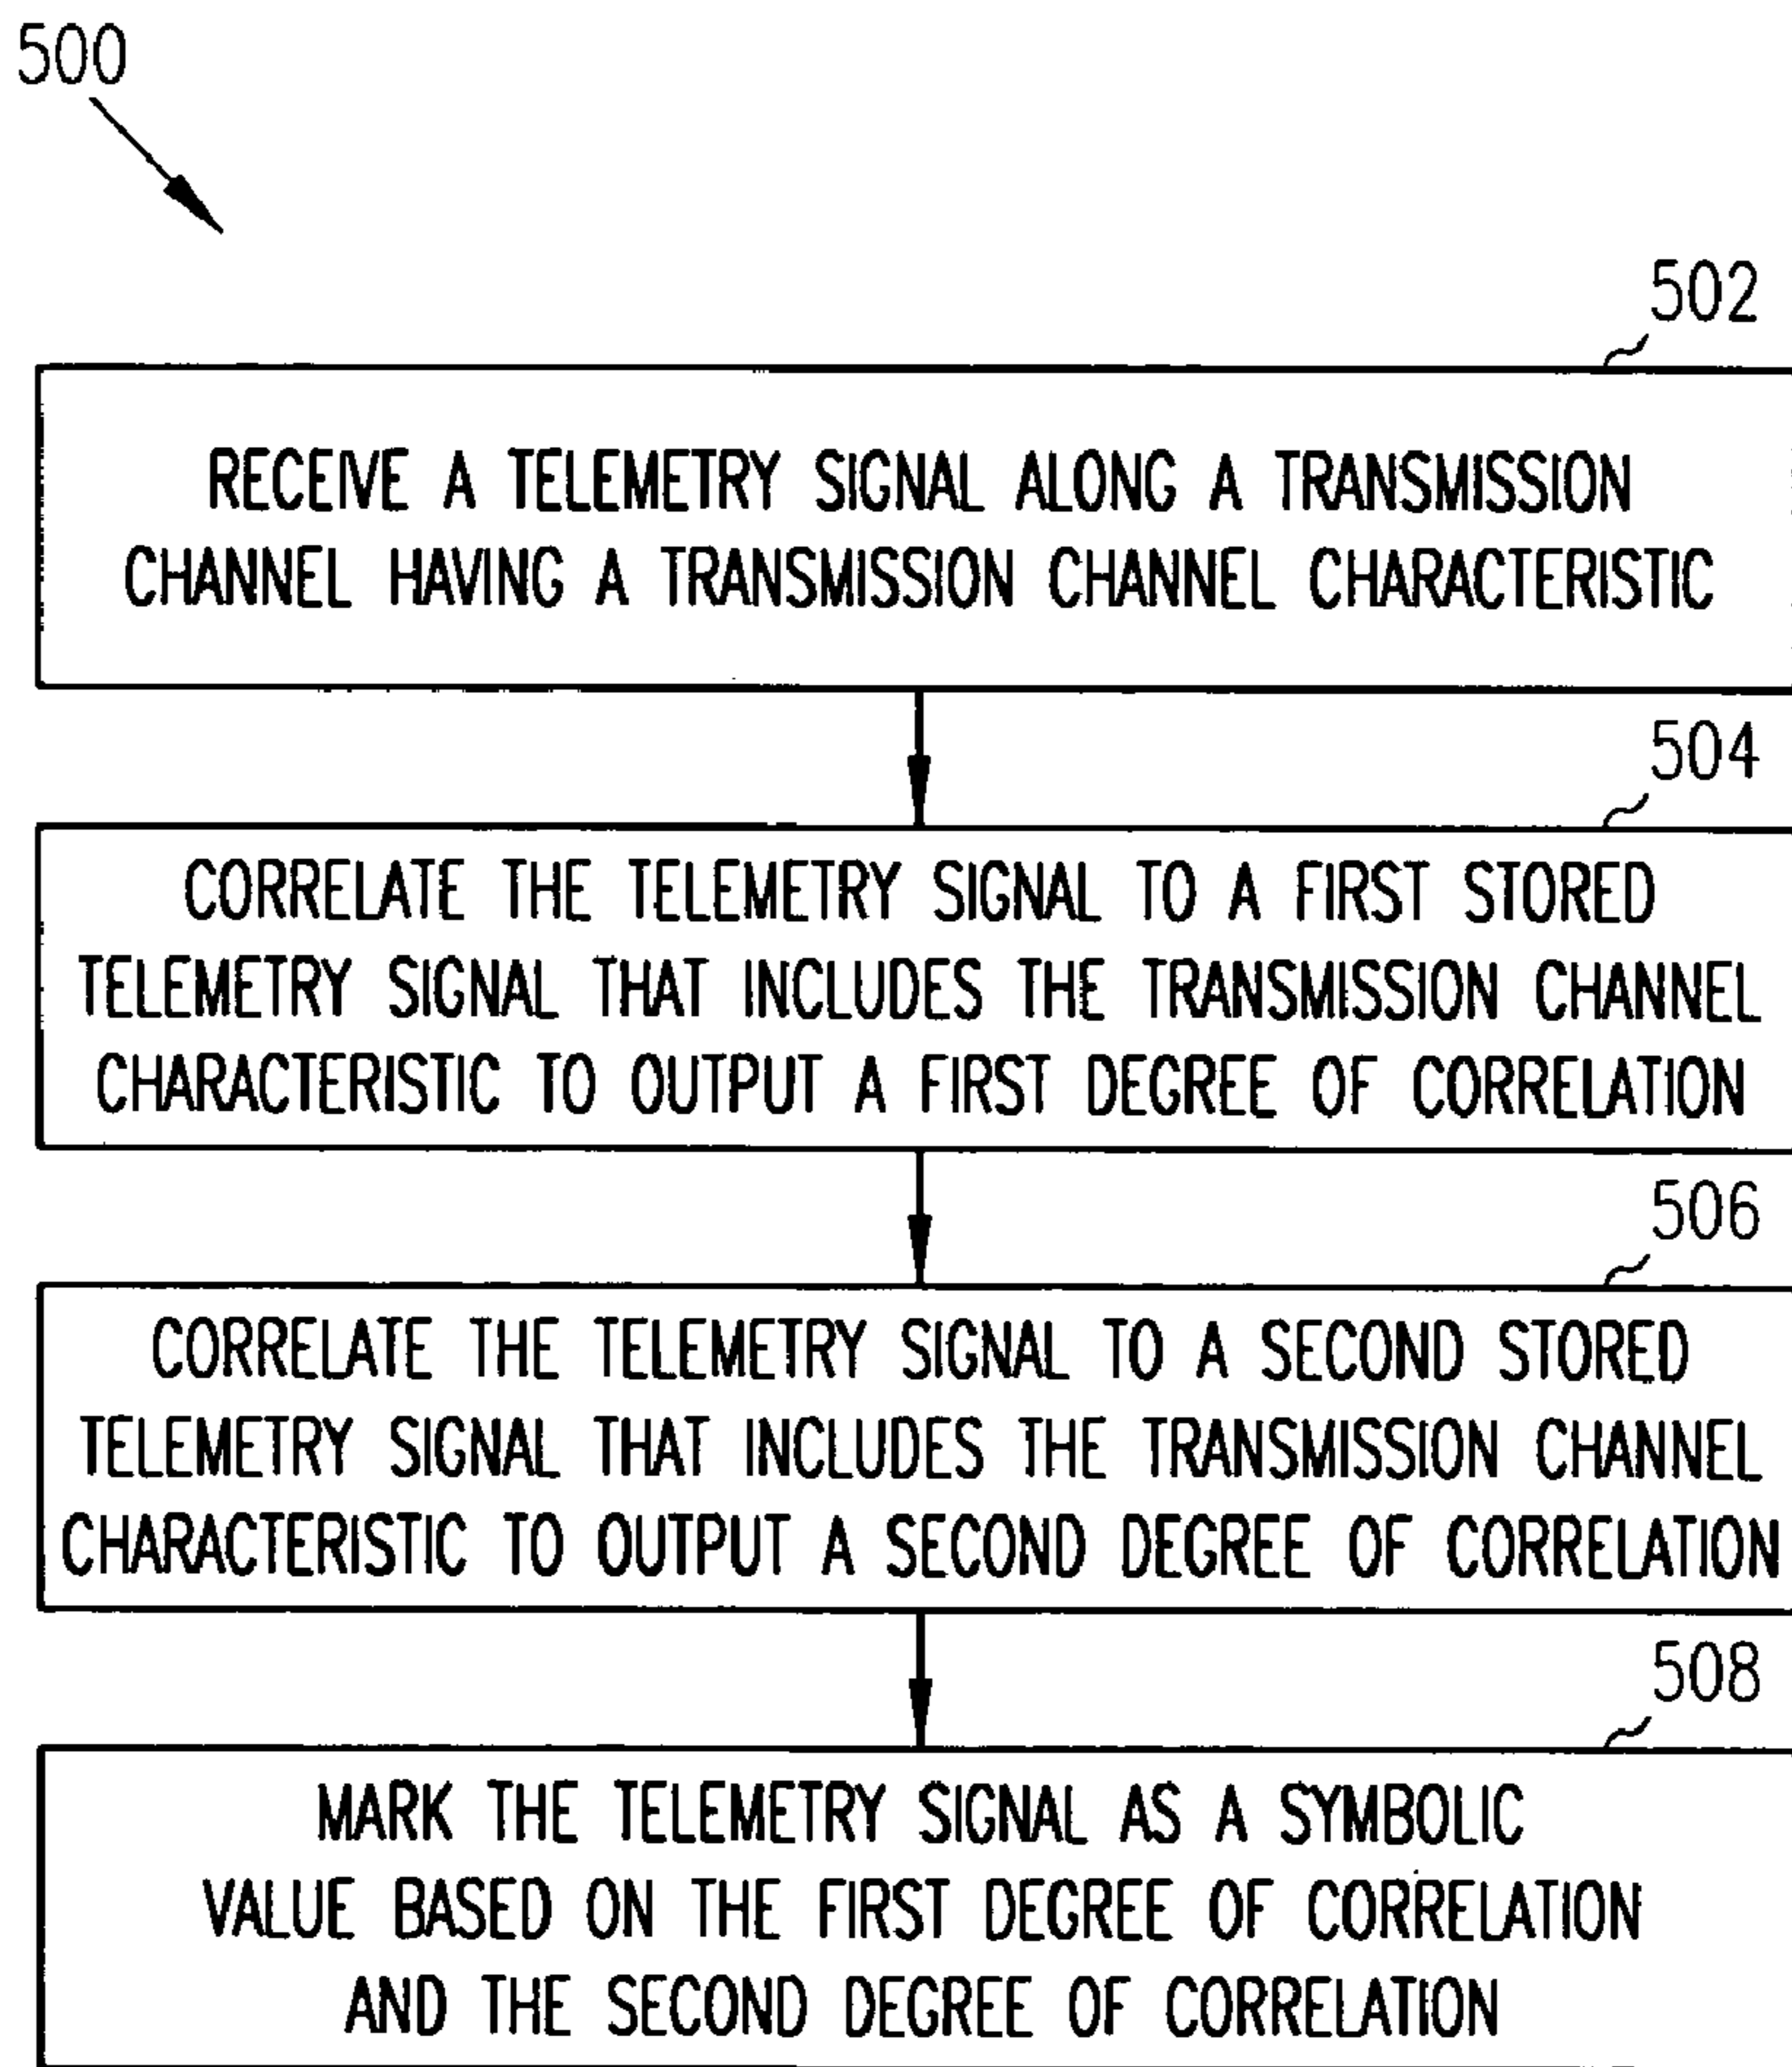 500
502
RECEIVE A TELEMETRY SIGNAL ALONG A TRANSMISSION
CHANNEL HAVING A TRANSMISSION CHANNEL CHARACTERISTIC
504
CORRELATE THE TELEMETRY SIGNAL TO A FIRST STORED
TELEMETRY SIGNAL THAT INCLUDES THE TRANSMISSION CHANNEL
CHARACTERISTIC TO OUTPUT A FIRST DEGREE OF CORRELATION
506
CORRELATE THE TELEMETRY SIGNAL TO A SECOND STORED
TELEMETRY SIGNAL THAT INCLUDES THE TRANSMISSION CHANNEL
CHARACTERISTIC TO OUTPUT A SECOND DEGREE OF CORRELATION
508
MARK THE TELEMETRY SIGNAL AS A SYMBOLIC
VALUE BASED ON THE FIRST DEGREE OF CORRELATION
AND THE SECOND DEGREE OF CORRELATION